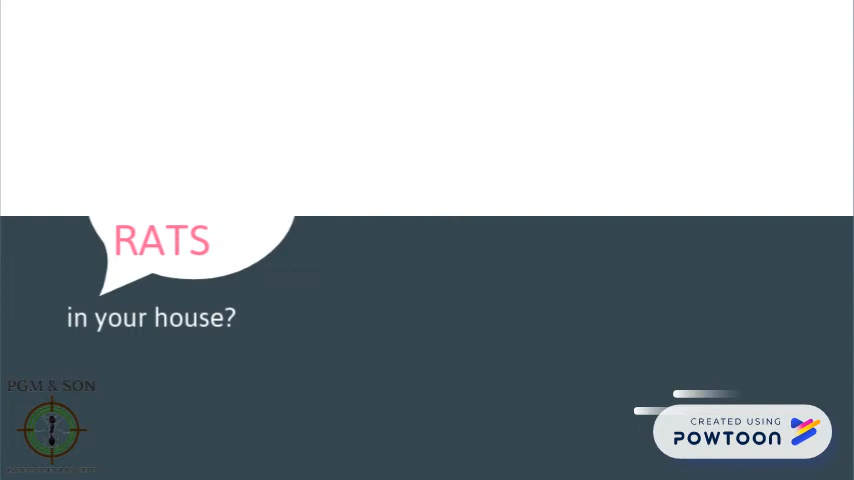 RATS
in your house?
PGM & SON
CREATED USING
POWTOON